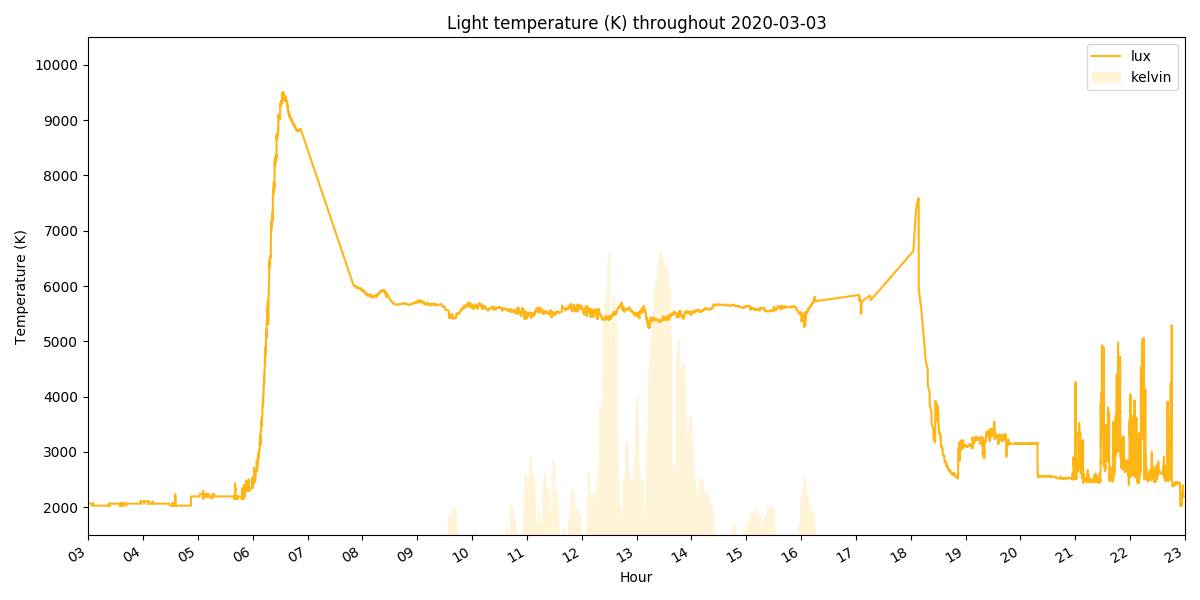 Light temperature (K) throughout 2020-03-03
lux
kelvin
Temperature (K)
10000
9000
8000
7000
6000
5000
4000
3000
2000
03 04 05 06 07 08 09 10 11 12 13 14 15 16 17 18 19 20 21 22 23
Hour